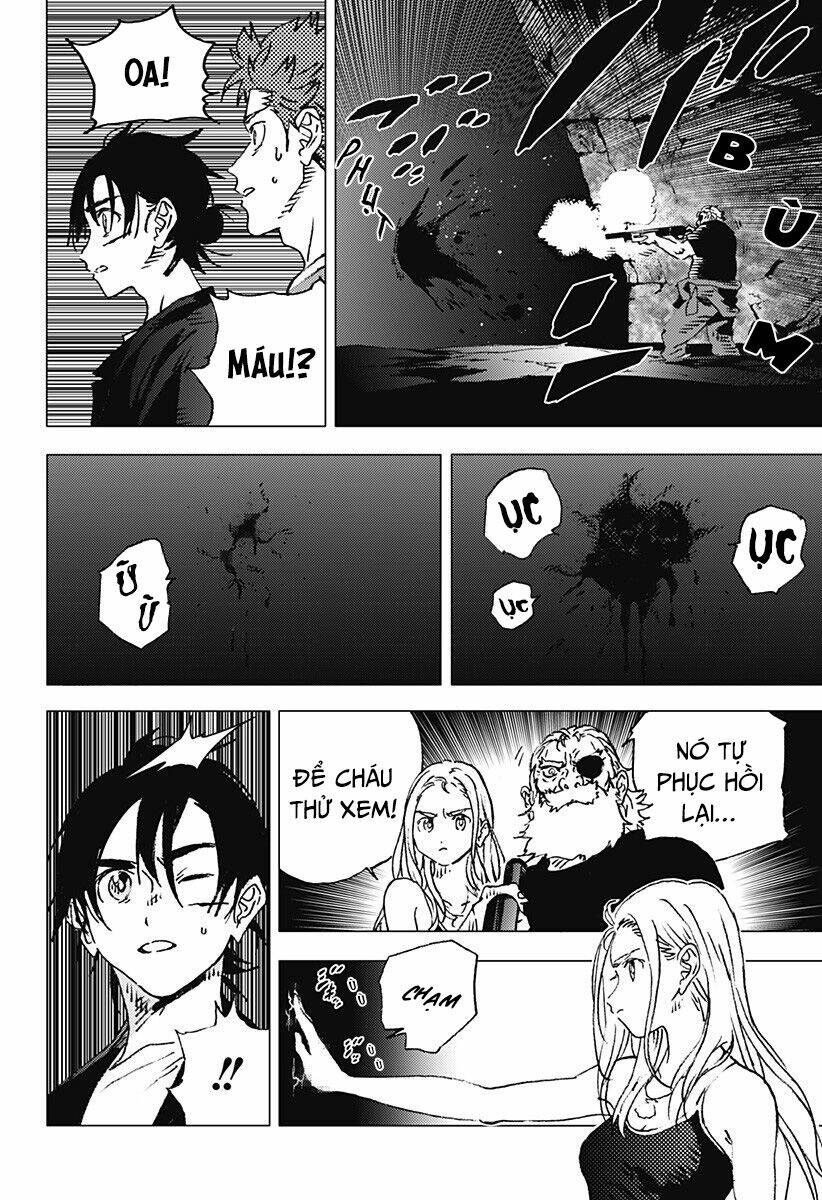 BÙM
PHỤT
OA!
MÁU!?
ỤC
ỤC
ỤC
Ừ
Ừ
NÓ TỰ
PHỤC HỒI
LẠI...
ĐỂ CHÁU
THỬ XEM!
!!
CHẠM